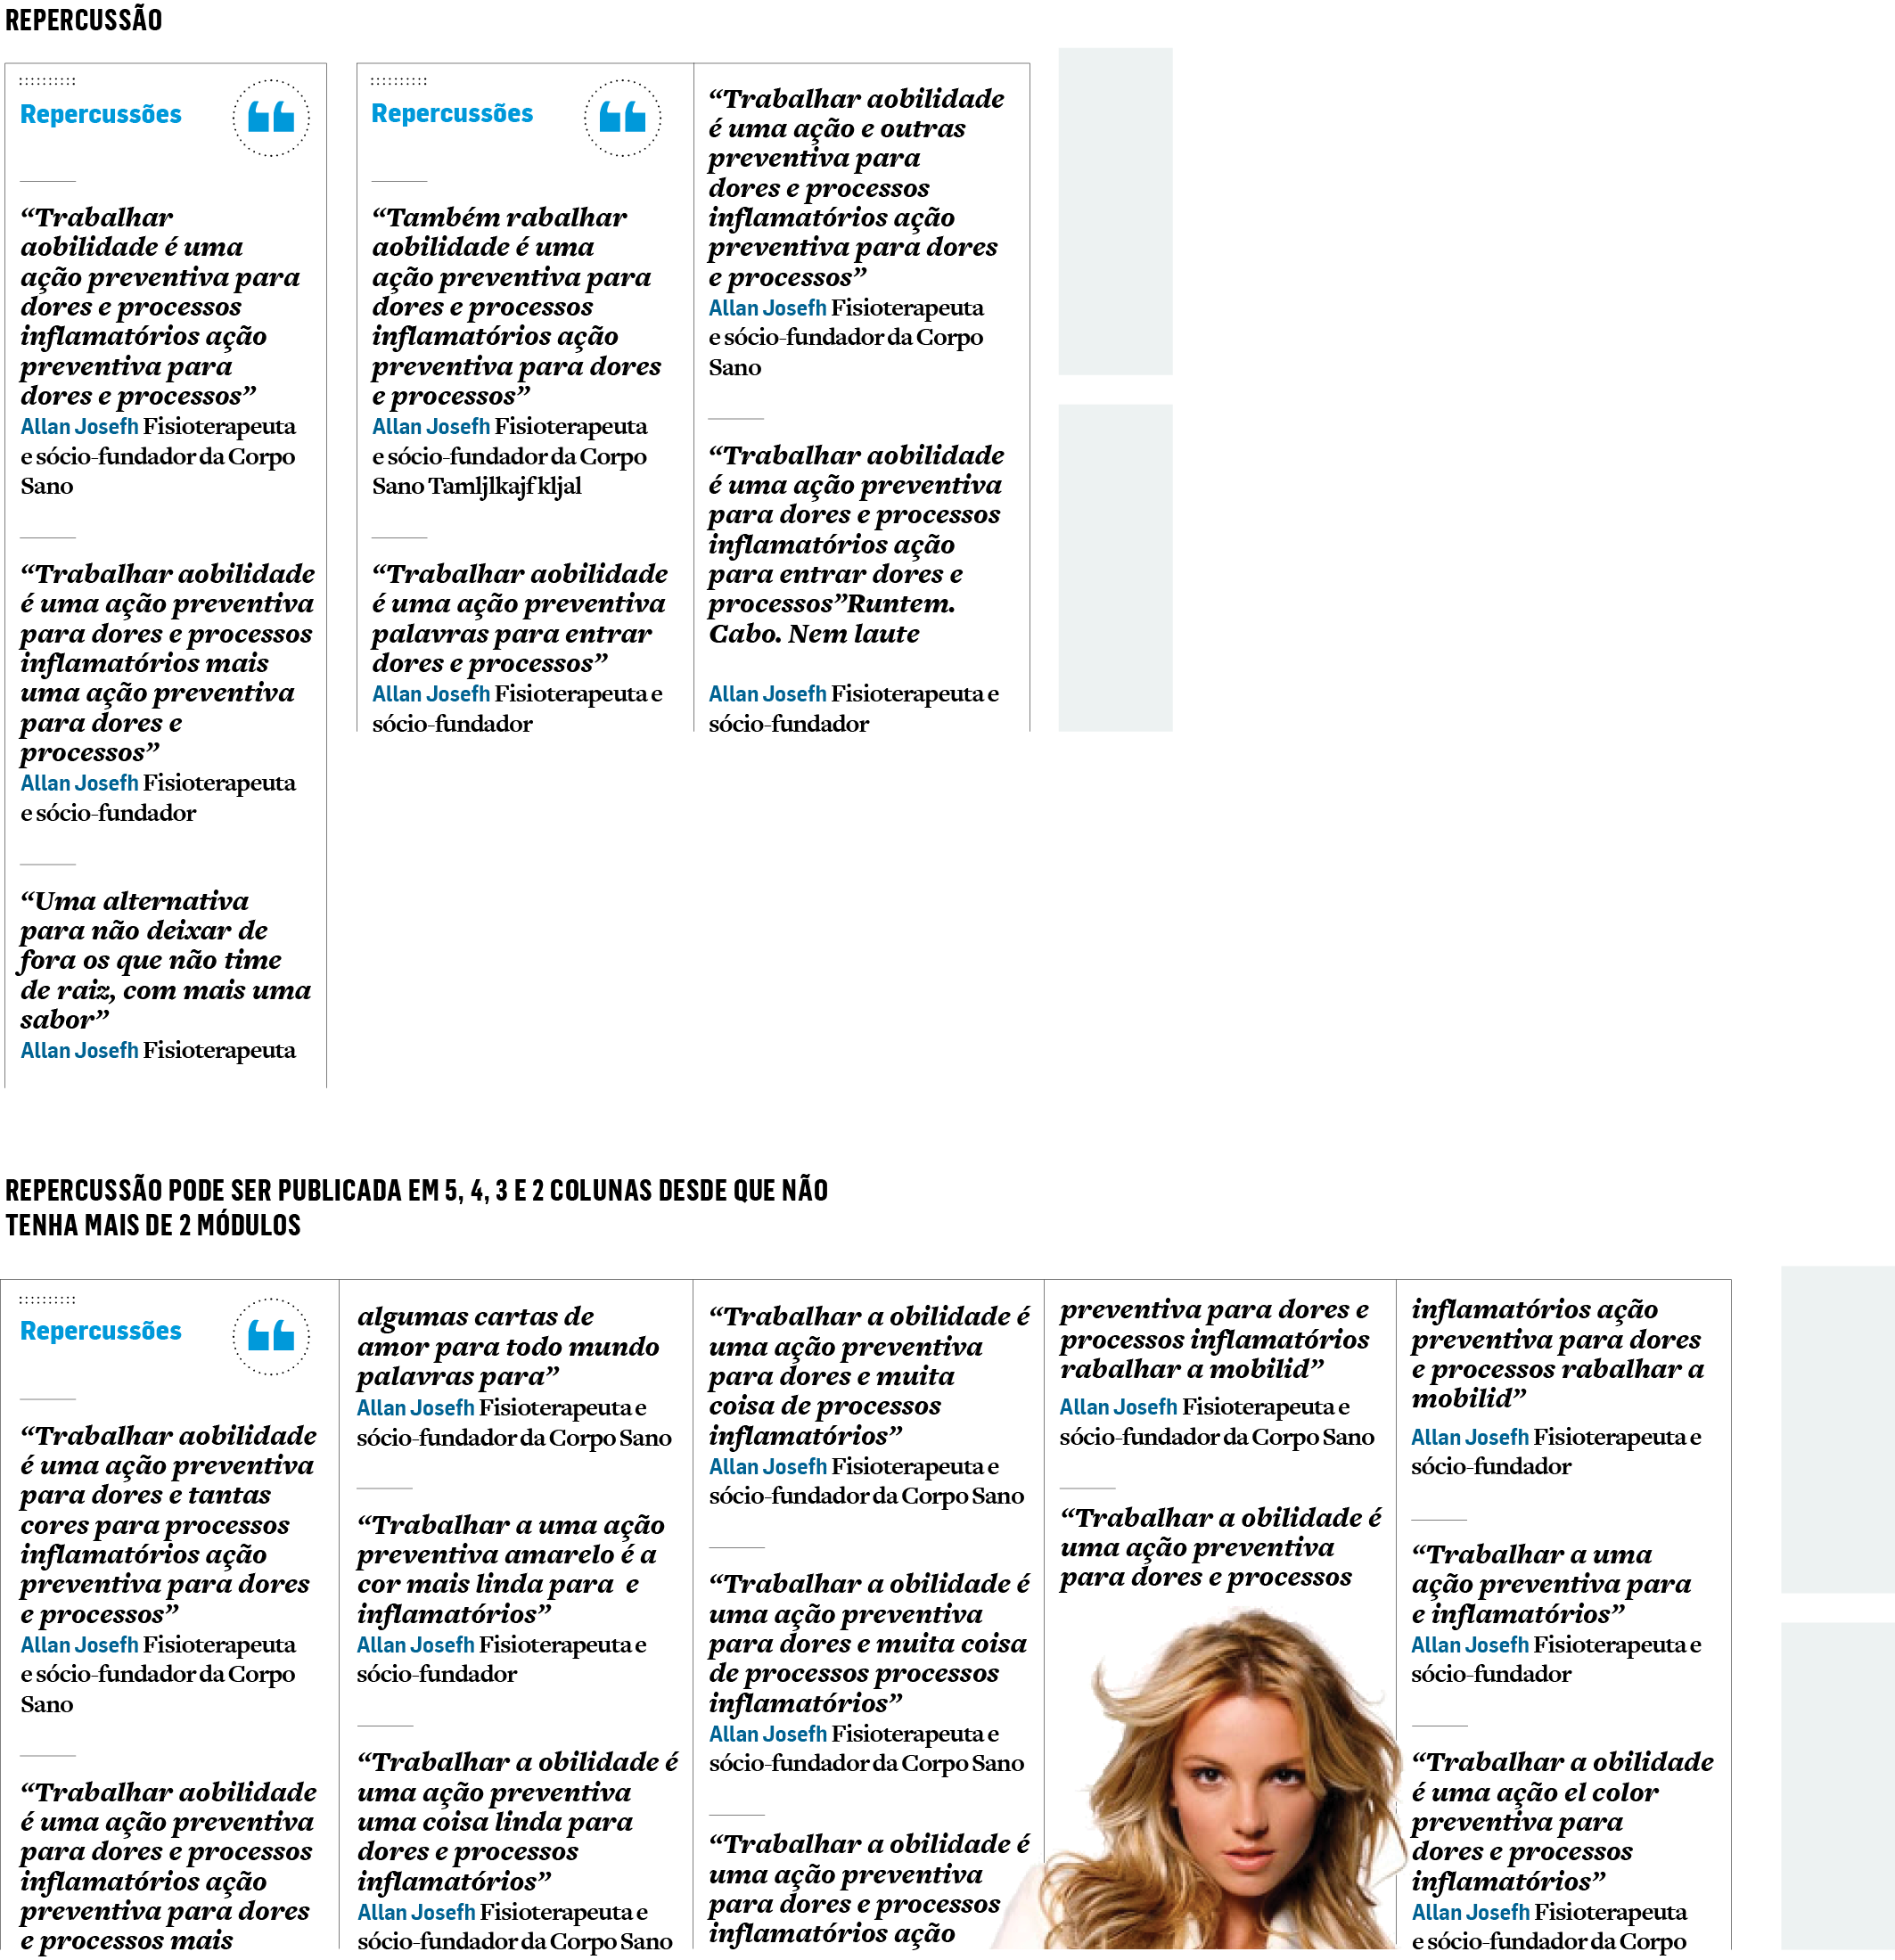 REPERCUSSÃO
Repercussões
“Trabalhar
aobilidade é uma
ação preventiva para
dores e processos
inflamatórios ação
preventiva para
dores e processos”
Allan Josefh Fisioterapeuta
e sócio-fundador da Corpo
Sano
“Trabalhar aobilidade
é uma ação preventiva
para dores e processos
inflamatórios mais
uma ação preventiva
para dores e
processos”
Allan Josefh Fisioterapeuta
e sócio-fundador
“Uma alternativa
para não deixar de
fora os que não time
de raiz, com mais uma
sabor”
Allan Josefh Fisioterapeuta
Repercussões
“Também rabalhar
aobilidade é uma
ação preventiva para
dores e processos
inflamatórios ação
preventiva para dores
e processos”
Allan Josefh Fisioterapeuta
e sócio-fundador da Corpo
Sano Tamljlkajf kljal
“Trabalhar aobilidade
é uma ação preventiva
palavras para entrar
dores e processos”
Allan Josefh Fisioterapeuta e
sócio-fundador
“Trabalhar aobilidade
é uma ação e outras
preventiva para
dores e processos
inflamatórios ação
preventiva para dores
e processos”
Allan Josefh Fisioterapeuta
e sócio-fundador da Corpo
Sano
“Trabalhar aobilidade
é uma ação preventiva
para dores e processos
inflamatórios ação
para entrar dores e
processos”Runtem.
Cabo. Nem laute
Allan Josefh Fisioterapeuta e
sócio-fundador
REPERCUSSÃO PODE SER PUBLICADA EM 5, 4, 3 E 2 COLUNAS DESDE QUE NÃO
TENHA MAIS DE 2 MÓDULOS
Repercussões
“Trabalhar aobilidade
é uma ação preventiva
para dores e tantas
cores para processos
inflamatórios ação
preventiva para dores
e processos”
Allan Josefh Fisioterapeuta
e sócio-fundador da Corpo
Sano
“Trabalhar aobilidade
é uma ação preventiva
para dores e processos
inflamatórios ação
preventiva para dores
e processos mais
algumas cartas de
amor para todo mundo
palavras para”
Allan Josefh Fisioterapeuta e
sócio-fundador da Corpo Sano
“Trabalhar a uma ação
preventiva amarelo é a
cor mais linda para  e
inflamatórios”
Allan Josefh Fisioterapeuta e
sócio-fundador
“Trabalhar a obilidade é
uma ação preventiva
uma coisa linda para
dores e processos
inflamatórios”
Allan Josefh Fisioterapeuta e
sócio-fundador da Corpo Sano
“Trabalhar a obilidade é
uma ação preventiva
para dores e muita
coisa de processos
inflamatórios”
Allan Josefh Fisioterapeuta e
sócio-fundador da Corpo Sano
“Trabalhar a obilidade é
uma ação preventiva
para dores e muita coisa
de processos processos
inflamatórios”
Allan Josefh Fisioterapeuta e
sócio-fundador da Corpo Sano
“Trabalhar a obilidade é
uma ação preventiva
para dores e processos
inflamatórios ação
preventiva para dores e
processos inflamatórios
rabalhar a mobilid”
Allan Josefh Fisioterapeuta e
sócio-fundador da Corpo Sano
“Trabalhar a obilidade é
uma ação preventiva
para dores e processos
inflamatórios ação
preventiva para dores
e processos rabalhar a
mobilid”
Allan Josefh Fisioterapeuta e
sócio-fundador
“Trabalhar a uma
ação preventiva para
e inflamatórios”
Allan Josefh Fisioterapeuta e
sócio-fundador
“Trabalhar a obilidade
é uma ação el color
preventiva para
dores e processos
inflamatórios”
Allan Josefh Fisioterapeuta
e sócio-fundador da Corpo